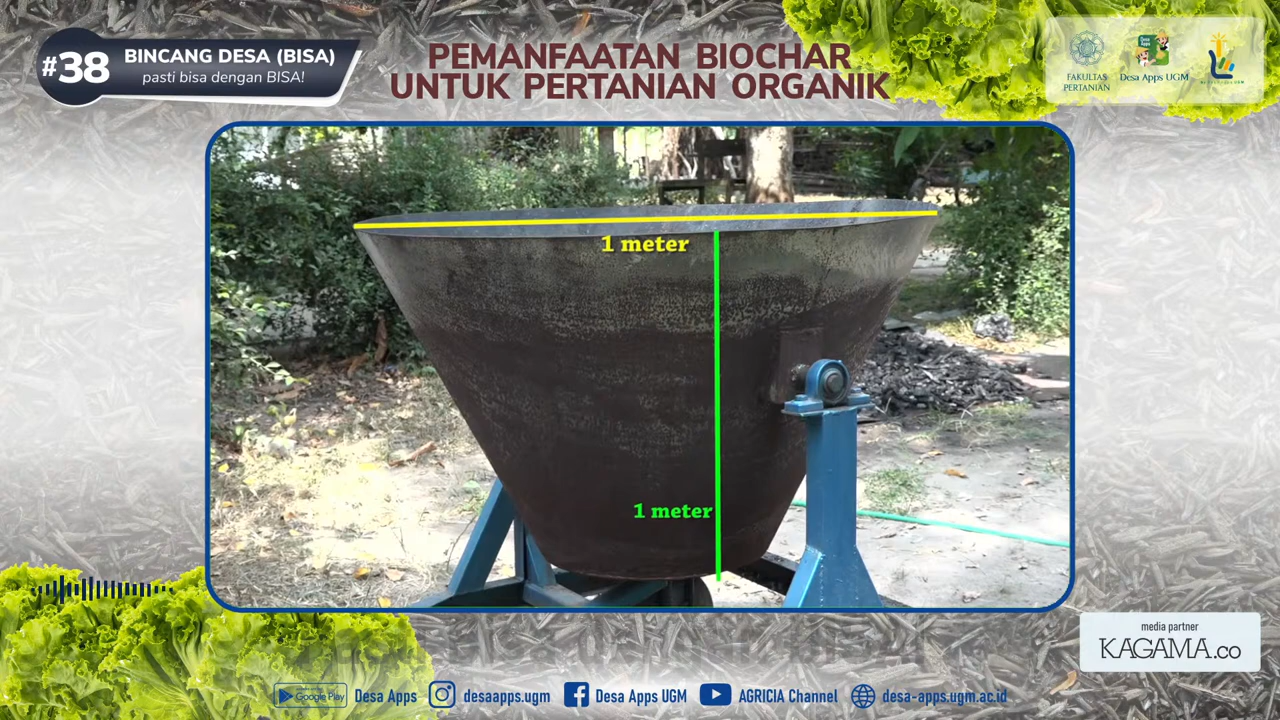 #38
BINCANG DESA (BISA)
pasti bisa dengan BISA!
PEMANFAATAN BIOCHAR
UNTUK PERTANIAN ORGANIK
FAKULTAS
PERTANIAN
Desa Apps UGM
1 meter
1 meter
media partner
KAGAMA.co
Google Play
Desa Apps
desaapps.ugm
Desa Apps UGM
AGRICIA Channel
desa-apps.ugm.ac.id